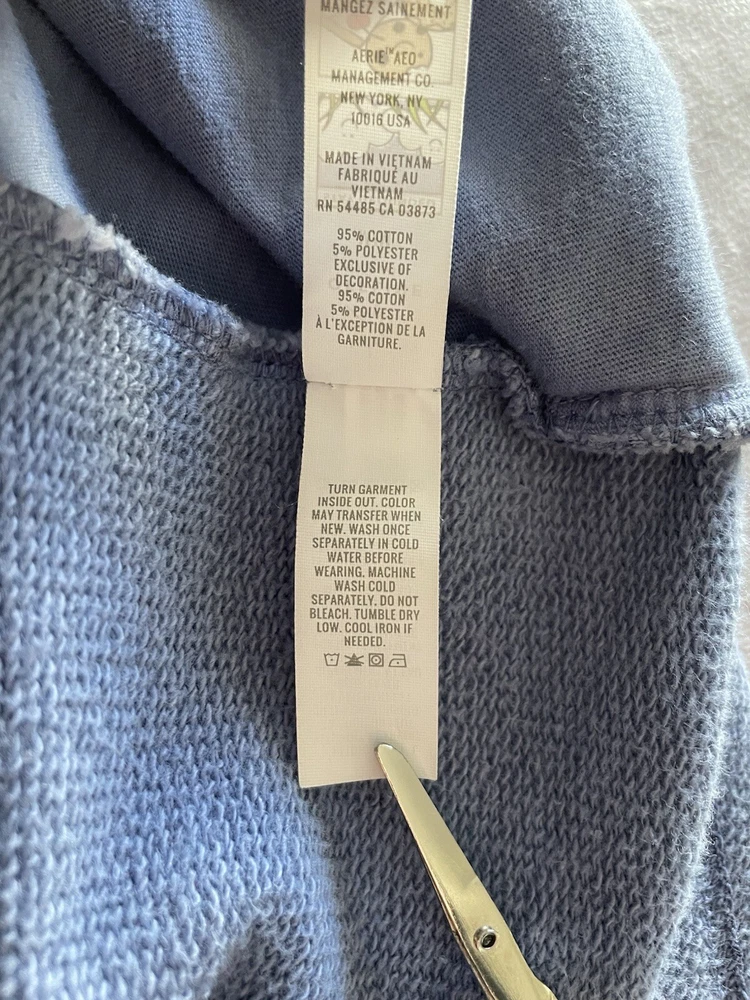 MANGEZ SAINEMENT
AERIE™AEO®
MANAGEMENT CO.
NEW YORK, NY
10016 USA
MADE IN VIETNAM
FABRIQUÉ AU
VIETNAM
RN 54485 CA 03873
95% COTTON
5% POLYESTER
EXCLUSIVE OF
DECORATION.
95% COTON
5% POLYESTER
À L'EXCEPTION DE LA
GARNITURE.
TURN GARMENT
INSIDE OUT. COLOR
MAY TRANSFER WHEN
NEW. WASH ONCE
SEPARATELY IN COLD
WATER BEFORE
WEARING. MACHINE
WASH COLD
SEPARATELY. DO NOT
BLEACH. TUMBLE DRY
LOW. COOL IRON IF
NEEDED.